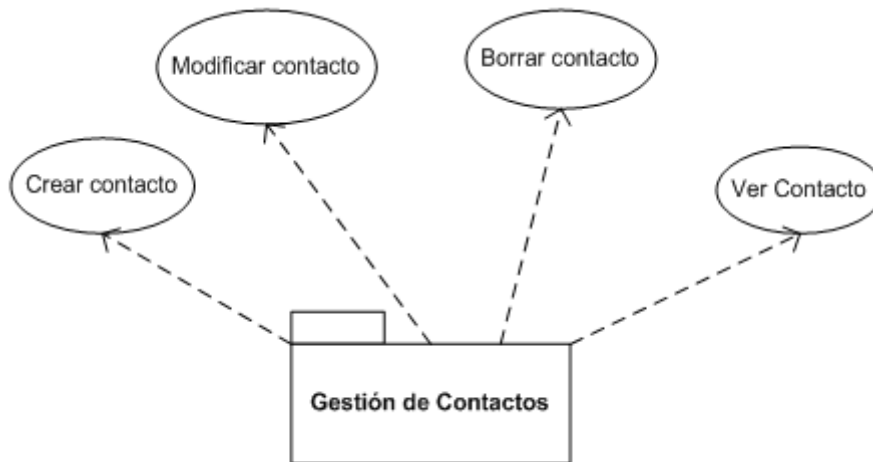 Modificar contacto
Borrar contacto
Crear contacto
Ver Contacto
Gestión de Contactos